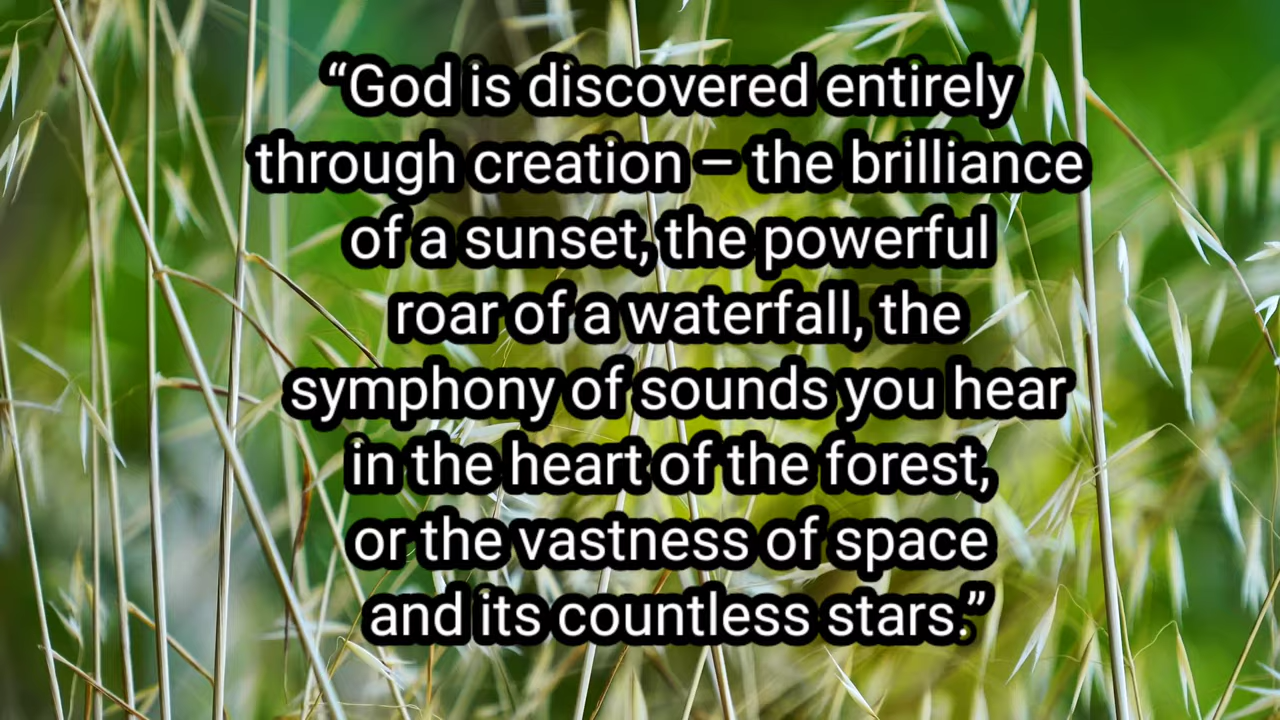 “God is discovered entirely
through creation – the brilliance
of a sunset, the powerful
roar of a waterfall, the
symphony of sounds you hear
in the heart of the forest,
or the vastness of space
and its countless stars.”